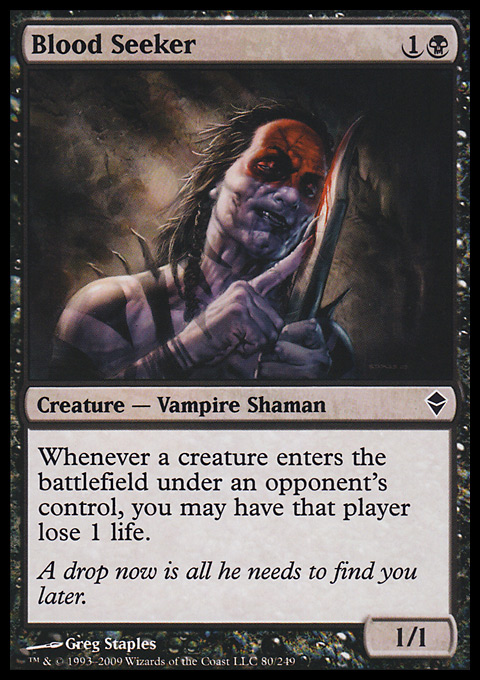 Blood Seeker 1
Creature — Vampire Shaman
Whenever a creature enters the
battlefield under an opponent's
control, you may have that player
lose 1 life.
A drop now is all he needs to find you
later.
Greg Staples
1/1
™ & © 1993–2009 Wizards of the Coast LLC 80/249